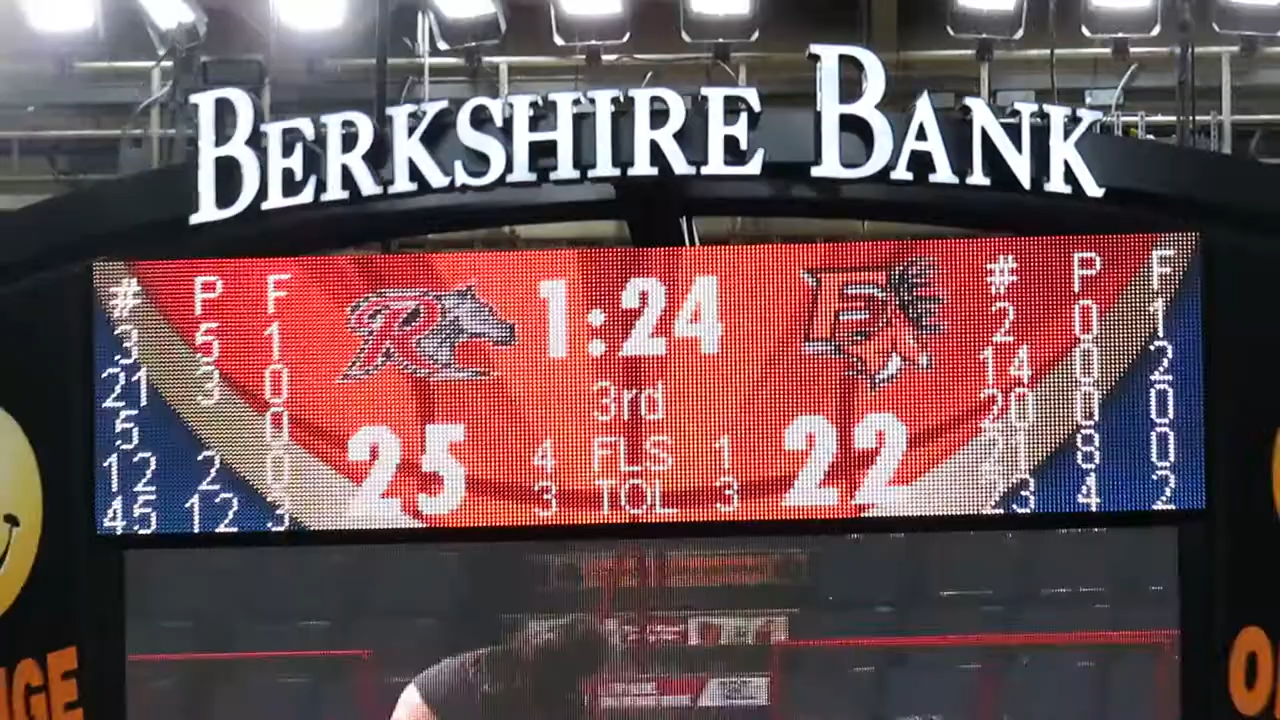 BERKSHIRE BANK
# P F 1:24 # P F
3 5 1 2 0 1
21 3 0 3rd 14 0 2
5 0 25 4 FLS 1 22 20 0 0
12 2 0 3 TOL 3 21 8 0
45 12 3 23 4 2